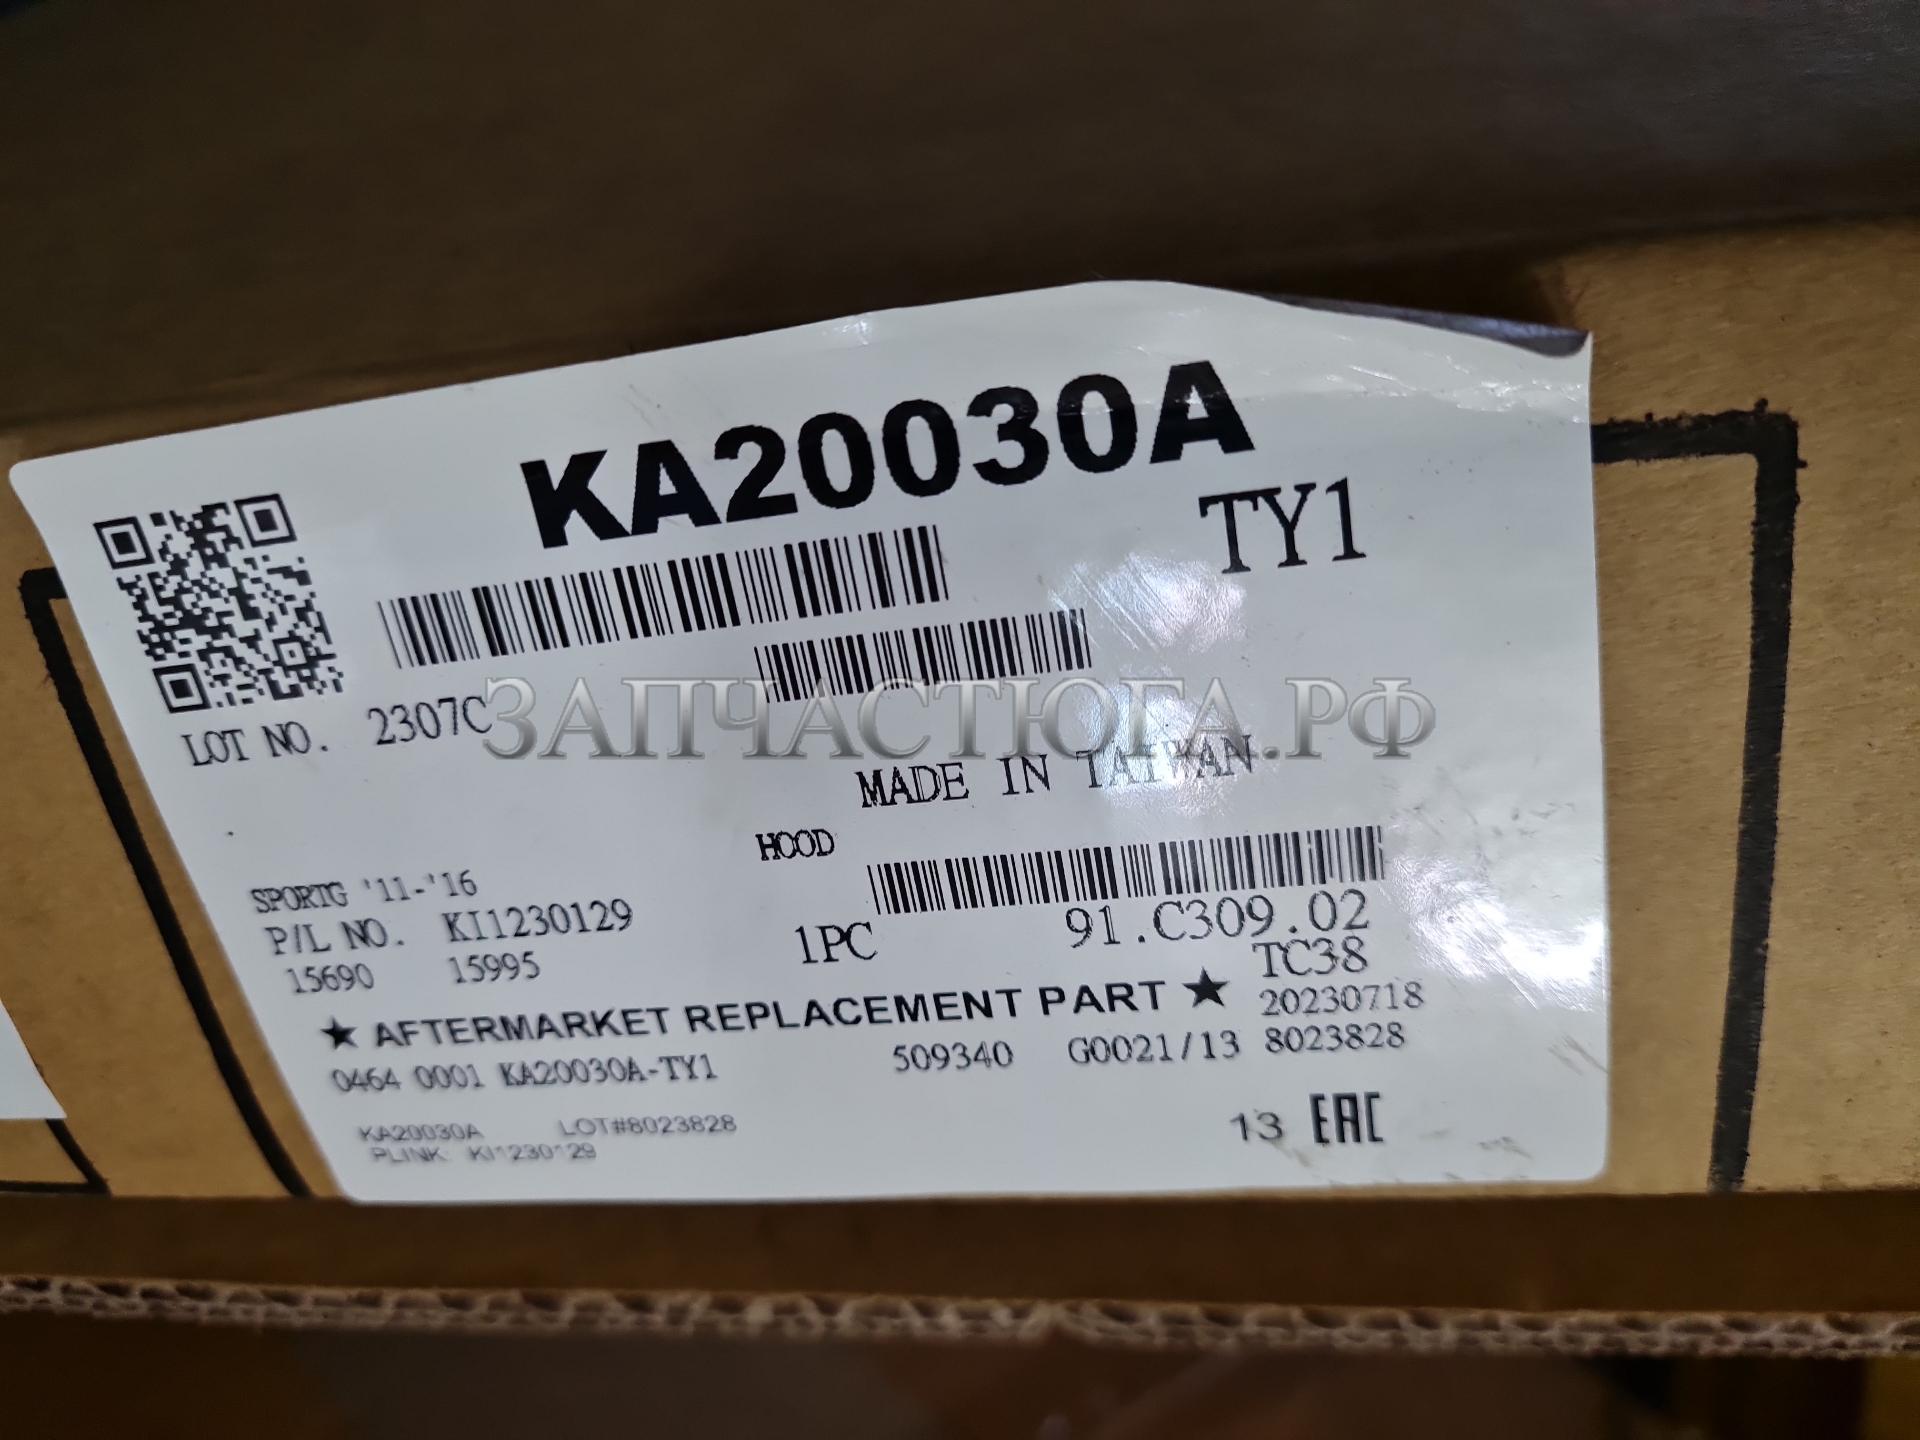 KA20030A
TY1
LOT NO. 2307C
ЗАПЧАСТЮГА.РФ
MADE IN TAIWAN
HOOD
SPORTG '11-'16
P/L NO. KI1230129
1PC 91.C309.02
15690 15995
TC38
★ AFTERMARKET REPLACEMENT PART ★ 20230718
0464 0001 KA20030A-TY1 509340 G0021/13 8023828
KA20030A LOT#8023828
PLINK: KI1230129
13 EAC